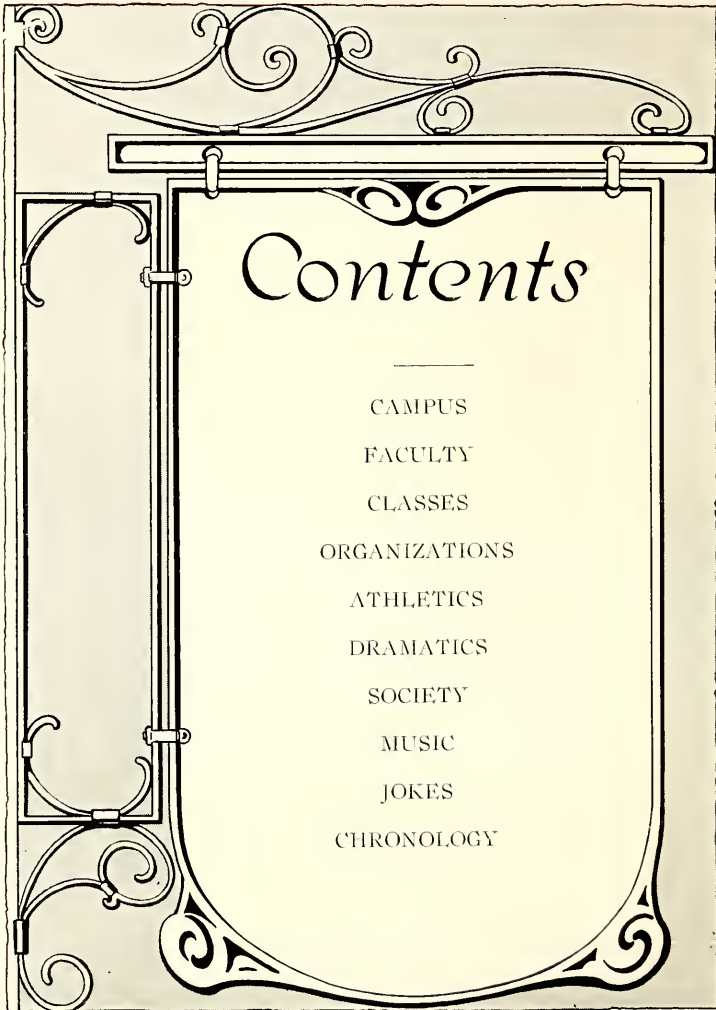 Contents
CAMPUS
FACULTY
CLASSES
ORGANIZATIONS
ATHLETICS
DRAMATICS
SOCIETY
MUSIC
JOKES
CHRONOLOGY